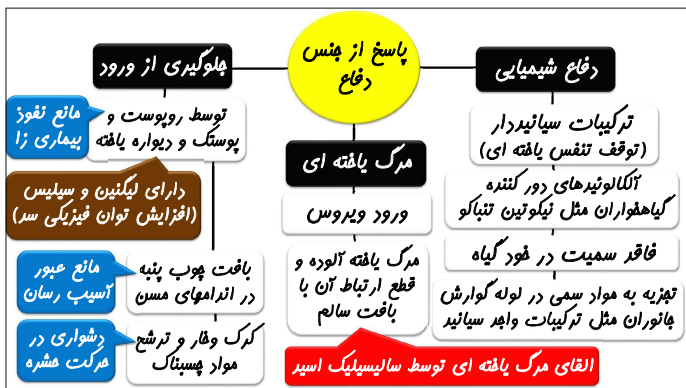 پاسخ از جنس
دفاع
جلوگیری از ورود
توسط روپوست و
پوستک و دیواره یاخته
مانع نفوذ
بیماری زا
دارای لیگنین و سیلیس
(افزایش توان فیزیکی سد)
بافت چوب پنبه
در اندامهای مسن
مانع عبور
آسیب رسان
کرک وخار و ترشح
مواد چسبناک
دشواری در
حرکت حشره
مرگ یاخته ای
ورود ویروس
مرگ یاخته آلوده و
قطع ارتباط آن با
بافت سالم
القای مرگ یاخته ای توسط سالیسیلیک اسید
دفاع شیمیایی
ترکیبات سیانیددار
(توقف تنفس یاخته ای)
آلکالوئیدهای دور کننده
گیاهخواران مثل نیکوتین تنباکو
فاقد سمیت در خود گیاه
تجزیه به مواد سمی در لوله گوارش
جانوران مثل ترکیبات واجد سیانید